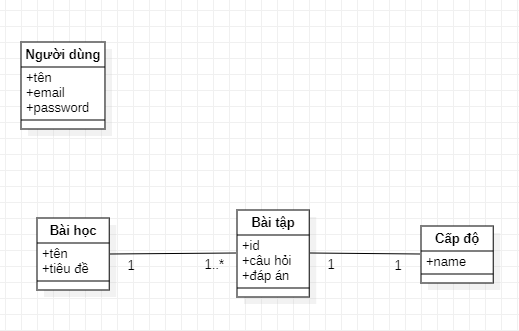 Người dùng
+tên
+email
+password
Bài học
+tên
+tiêu đề
1
1..*
Bài tập
+id
+câu hỏi
+đáp án
1
1
Cấp độ
+name